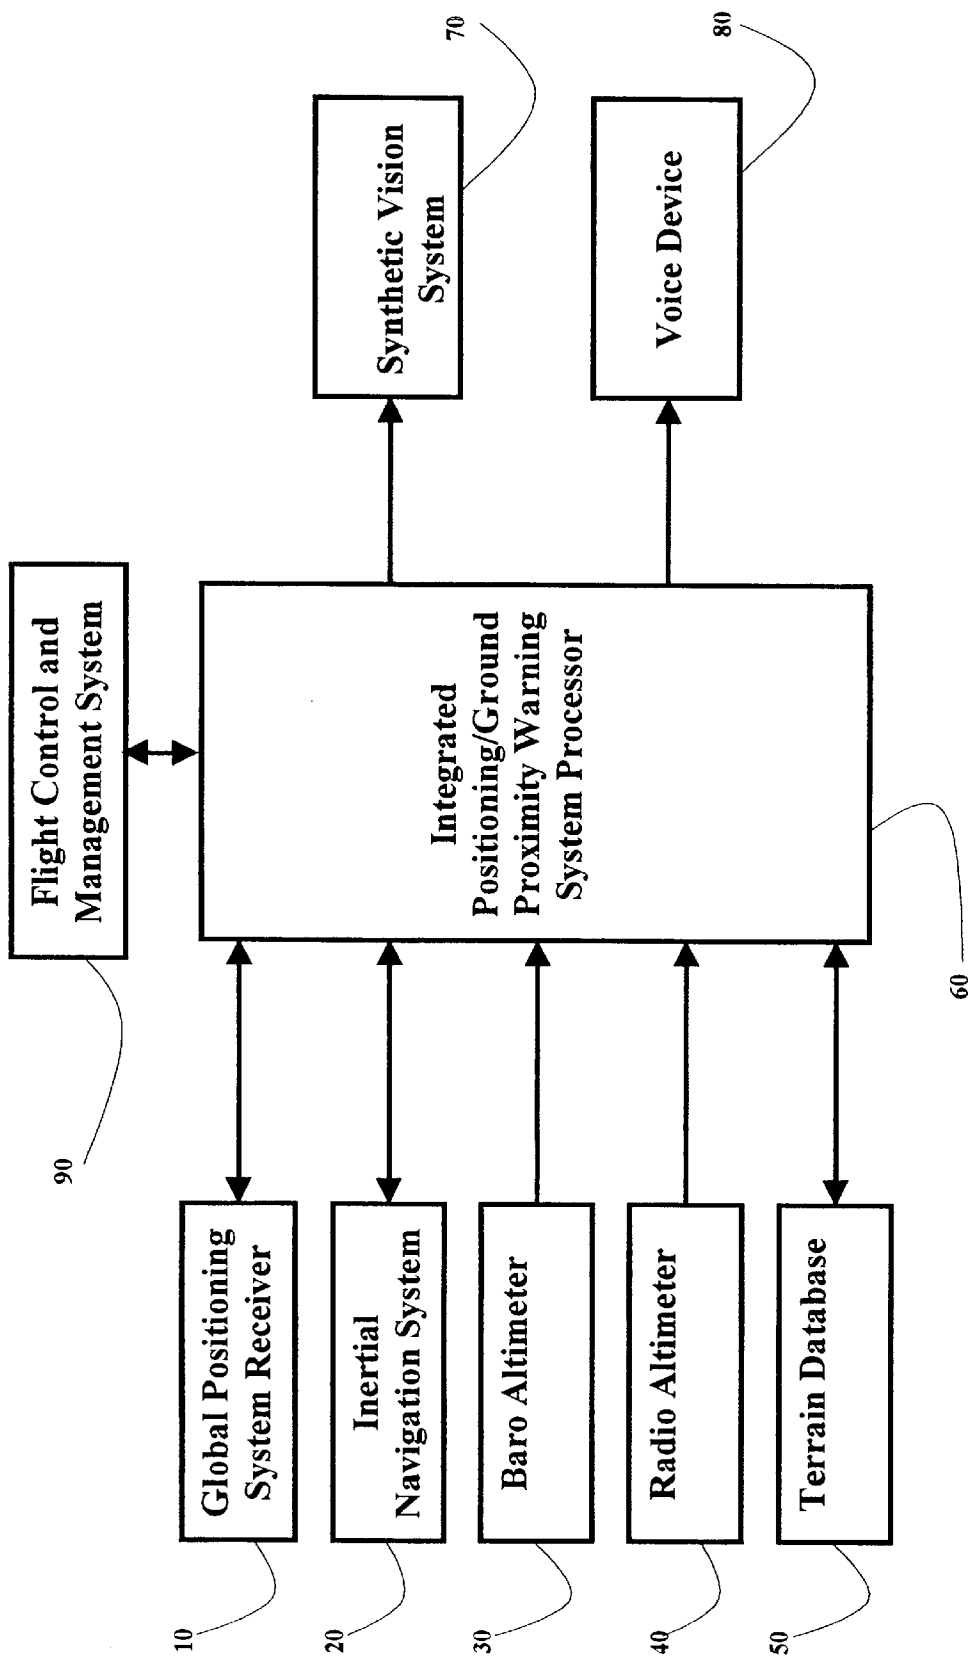 90
Flight Control and
Management System
10
Global Positioning
System Receiver
20
Inertial
Navigation System
30
Baro Altimeter
40
Radio Altimeter
50
Terrain Database
Integrated
Positioning/Ground
Proximity Warning
System Processor
60
Synthetic Vision
System
70
Voice Device
80